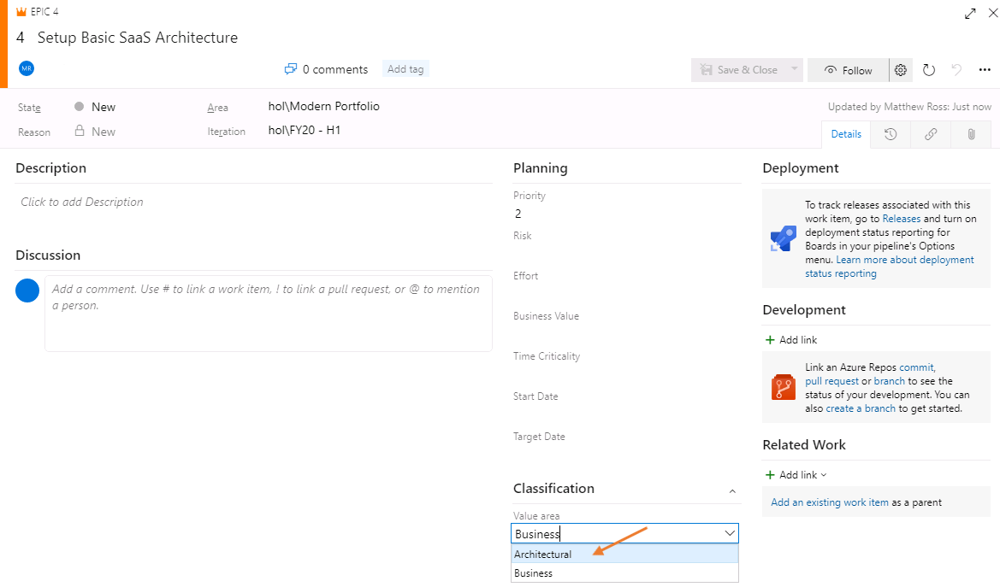 EPIC 4
4 Setup Basic SaaS Architecture
MR
0 comments
Add tag
Save & Close
Follow
State
New
Area
hol\Modern Portfolio
Updated by Matthew Ross: Just now
Reason
New
Iteration
hol\FY20 - H1
Details
Description
Click to add Description
Discussion
Add a comment. Use # to link a work item, ! to link a pull request, or @ to mention
a person.
Planning
Priority
2
Risk
Effort
Business Value
Time Criticality
Start Date
Target Date
Classification
Value area
Business
Architectural
Business
Deployment
To track releases associated with this
work item, go to Releases and turn on
deployment status reporting for
Boards in your pipeline's Options
menu. Learn more about deployment
status reporting
Development
+ Add link
Link an Azure Repos commit,
pull request or branch to see the
status of your development. You can
also create a branch to get started.
Related Work
+ Add link
Add an existing work item as a parent